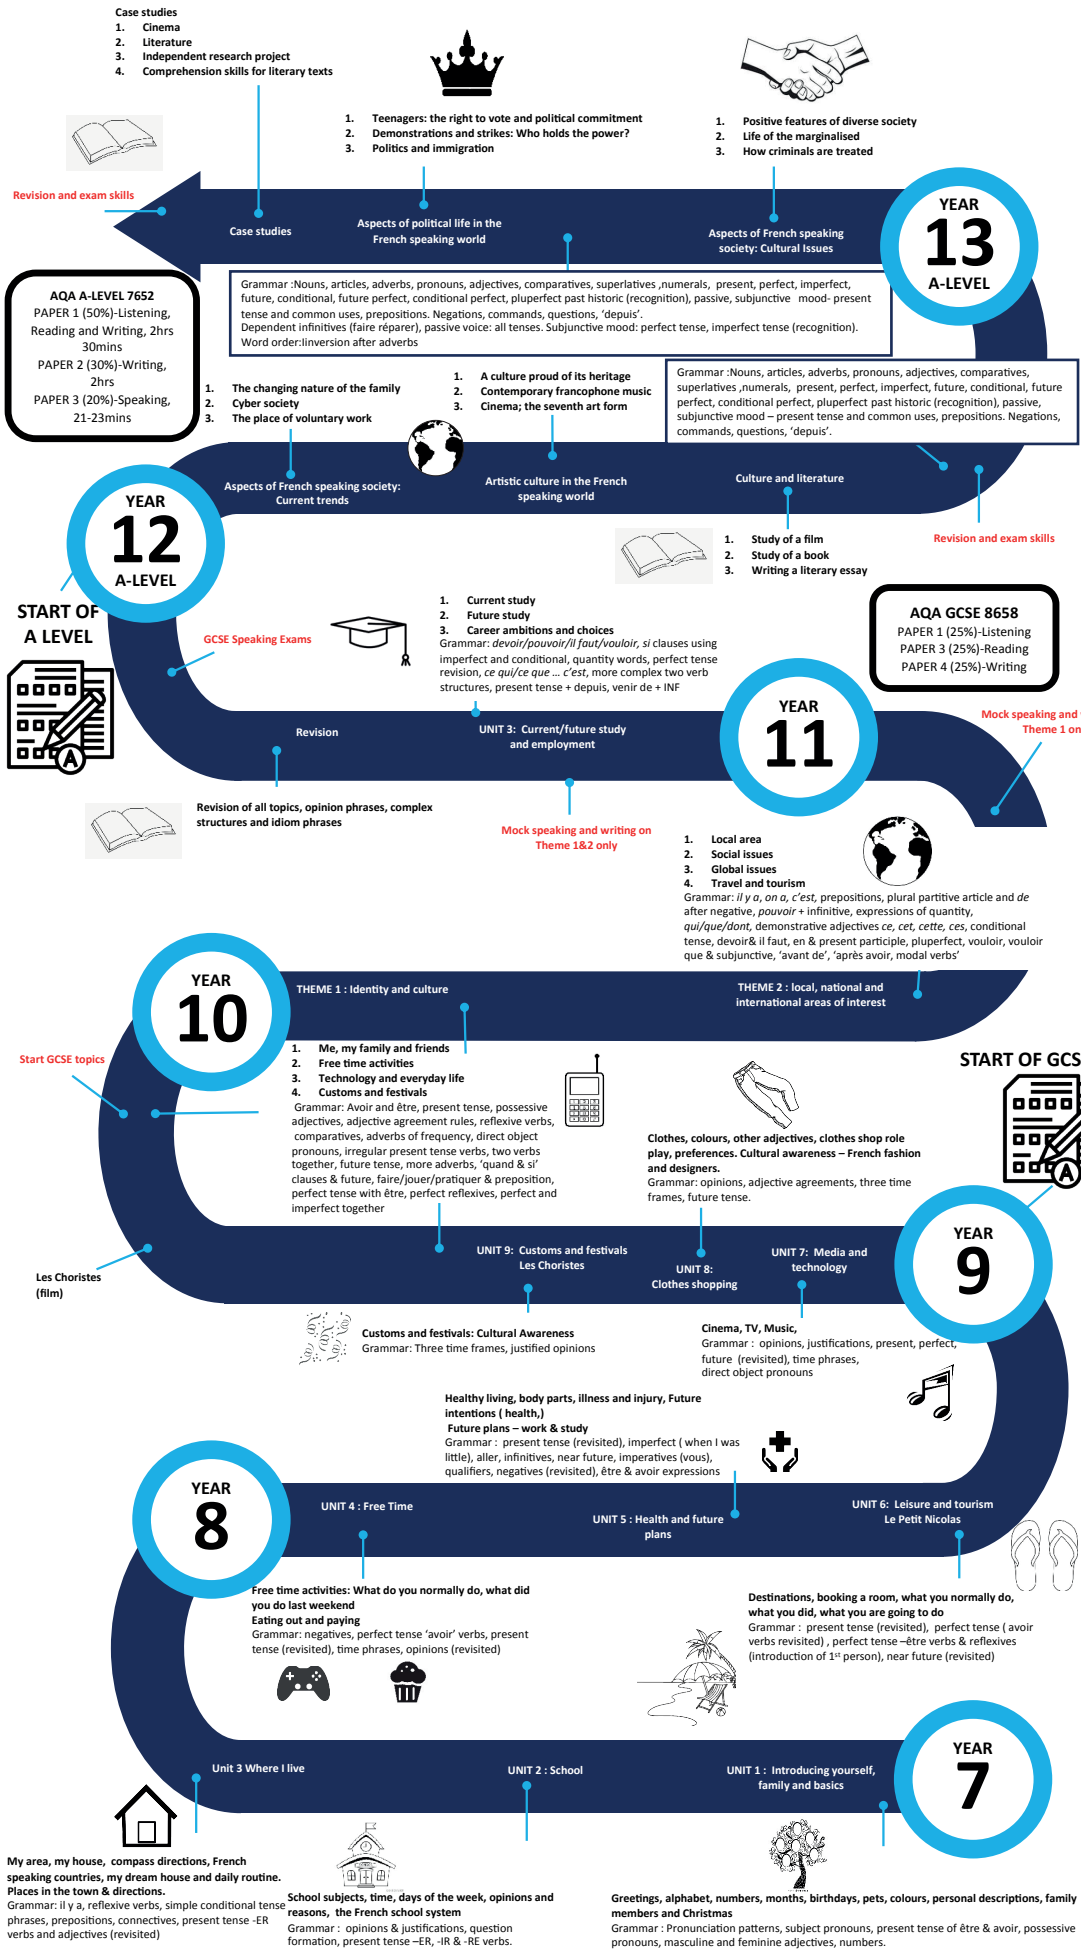 Case studies
1. Cinema
2. Literature
3. Independent research project
4. Comprehension skills for literary texts
1. Teenagers: the right to vote and political commitment
2. Demonstrations and strikes: Who holds the power?
3. Politics and immigration
1. Positive features of diverse society
2. Life of the marginalised
3. How criminals are treated
Revision and exam skills
Case studies
Aspects of political life in the
French speaking world
Aspects of French speaking
society: Cultural Issues
YEAR
13
A-LEVEL
Grammar :Nouns, articles, adverbs, pronouns, adjectives, comparatives, superlatives ,numerals, present, perfect, imperfect,
future, conditional, future perfect, conditional perfect, pluperfect past historic (recognition), passive, subjunctive mood- present
tense and common uses, prepositions. Negations, commands, questions, ‘depuis’.
Dependent infinitives (faire réparer), passive voice: all tenses. Subjunctive mood: perfect tense, imperfect tense (recognition).
Word order:Iinversion after adverbs
AQA A-LEVEL 7652
PAPER 1 (50%)-Listening,
Reading and Writing, 2hrs
30mins
PAPER 2 (30%)-Writing,
2hrs
PAPER 3 (20%)-Speaking,
21-23mins
1. The changing nature of the family
2. Cyber society
3. The place of voluntary work
1. A culture proud of its heritage
2. Contemporary francophone music
3. Cinema; the seventh art form
Grammar :Nouns, articles, adverbs, pronouns, adjectives, comparatives,
superlatives ,numerals, present, perfect, imperfect, future, conditional, future
perfect, conditional perfect, pluperfect past historic (recognition), passive,
subjunctive mood – present tense and common uses, prepositions. Negations,
commands, questions, ‘depuis’.
YEAR
12
A-LEVEL
Aspects of French speaking society:
Current trends
Artistic culture in the French
speaking world
Culture and literature
1. Study of a film
2. Study of a book
3. Writing a literary essay
Revision and exam skills
START OF
A LEVEL
GCSE Speaking Exams
1. Current study
2. Future study
3. Career ambitions and choices
Grammar: devoir/pouvoir/il faut/vouloir, si clauses using
imperfect and conditional, quantity words, perfect tense
revision, ce qui/ce que … c’est, more complex two verb
structures, present tense + depuis, venir de + INF
AQA GCSE 8658
PAPER 1 (25%)-Listening
PAPER 3 (25%)-Reading
PAPER 4 (25%)-Writing
A
Revision
UNIT 3: Current/future study
and employment
YEAR
11
Mock speaking and
Theme 1 on
Revision of all topics, opinion phrases, complex
structures and idiom phrases
Mock speaking and writing on
Theme 1&2 only
1. Local area
2. Social issues
3. Global issues
4. Travel and tourism
Grammar: il y a, on a, c’est, prepositions, plural partitive article and de
after negative, pouvoir + infinitive, expressions of quantity,
qui/que/dont, demonstrative adjectives ce, cet, cette, ces, conditional
tense, devoir& il faut, en & present participle, pluperfect, vouloir, vouloir
que & subjunctive, ‘avant de’, ‘après avoir, modal verbs’
YEAR
10
THEME 1 : Identity and culture
THEME 2 : local, national and
international areas of interest
Start GCSE topics
1. Me, my family and friends
2. Free time activities
3. Technology and everyday life
4. Customs and festivals
Grammar: Avoir and être, present tense, possessive
adjectives, adjective agreement rules, reflexive verbs,
comparatives, adverbs of frequency, direct object
pronouns, irregular present tense verbs, two verbs
together, future tense, more adverbs, ‘quand & si’
clauses & future, faire/jouer/pratiquer & preposition,
perfect tense with être, perfect reflexives, perfect and
imperfect together
Clothes, colours, other adjectives, clothes shop role
play, preferences. Cultural awareness – French fashion
and designers.
Grammar: opinions, adjective agreements, three time
frames, future tense.
START OF GCS
A
Les Choristes
(film)
UNIT 9: Customs and festivals
Les Choristes
UNIT 8:
Clothes shopping
UNIT 7: Media and
technology
YEAR
9
Customs and festivals: Cultural Awareness
Grammar: Three time frames, justified opinions
Cinema, TV, Music,
Grammar : opinions, justifications, present, perfect,
future (revisited), time phrases,
direct object pronouns
Healthy living, body parts, illness and injury, Future
intentions ( health,)
Future plans – work & study
Grammar : present tense (revisited), imperfect ( when I was
little), aller, infinitives, near future, imperatives (vous),
qualifiers, negatives (revisited), être & avoir expressions
YEAR
8
UNIT 4 : Free Time
UNIT 5 : Health and future
plans
UNIT 6: Leisure and tourism
Le Petit Nicolas
Free time activities: What do you normally do, what did
you do last weekend
Eating out and paying
Grammar: negatives, perfect tense ‘avoir’ verbs, present
tense (revisited), time phrases, opinions (revisited)
Destinations, booking a room, what you normally do,
what you did, what you are going to do
Grammar : present tense (revisited), perfect tense ( avoir
verbs revisited) , perfect tense –être verbs & reflexives
(introduction of 1st person), near future (revisited)
Unit 3 Where I live
UNIT 2 : School
UNIT 1 : Introducing yourself,
family and basics
YEAR
7
My area, my house, compass directions, French
speaking countries, my dream house and daily routine.
Places in the town & directions.
Grammar: il y a, reflexive verbs, simple conditional tense
phrases, prepositions, connectives, present tense -ER
verbs and adjectives (revisited)
School subjects, time, days of the week, opinions and
reasons, the French school system
Grammar : opinions & justifications, question
formation, present tense –ER, -IR & -RE verbs.
Greetings, alphabet, numbers, months, birthdays, pets, colours, personal descriptions, family
members and Christmas
Grammar : Pronunciation patterns, subject pronouns, present tense of être & avoir, possessive
pronouns, masculine and feminine adjectives, numbers.